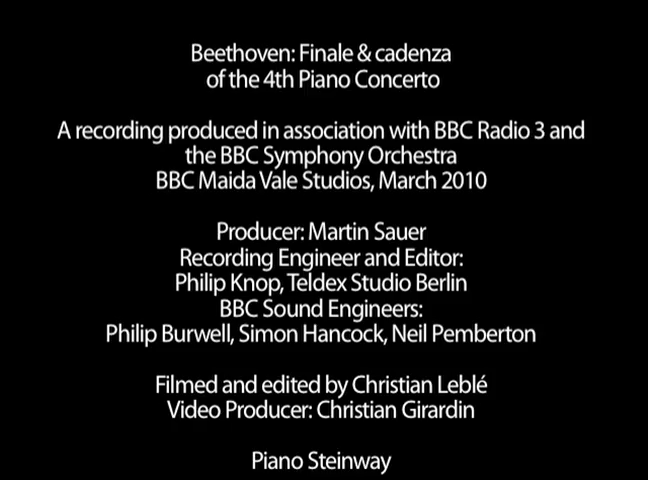 Beethoven: Finale & cadenza
of the 4th Piano Concerto
A recording produced in association with BBC Radio 3 and
the BBC Symphony Orchestra
BBC Maida Vale Studios, March 2010
Producer: Martin Sauer
Recording Engineer and Editor:
Philip Knop, Teldex Studio Berlin
BBC Sound Engineers:
Philip Burwell, Simon Hancock, Neil Pemberton
Filmed and edited by Christian Leblé
Video Producer: Christian Girardin
Piano Steinway